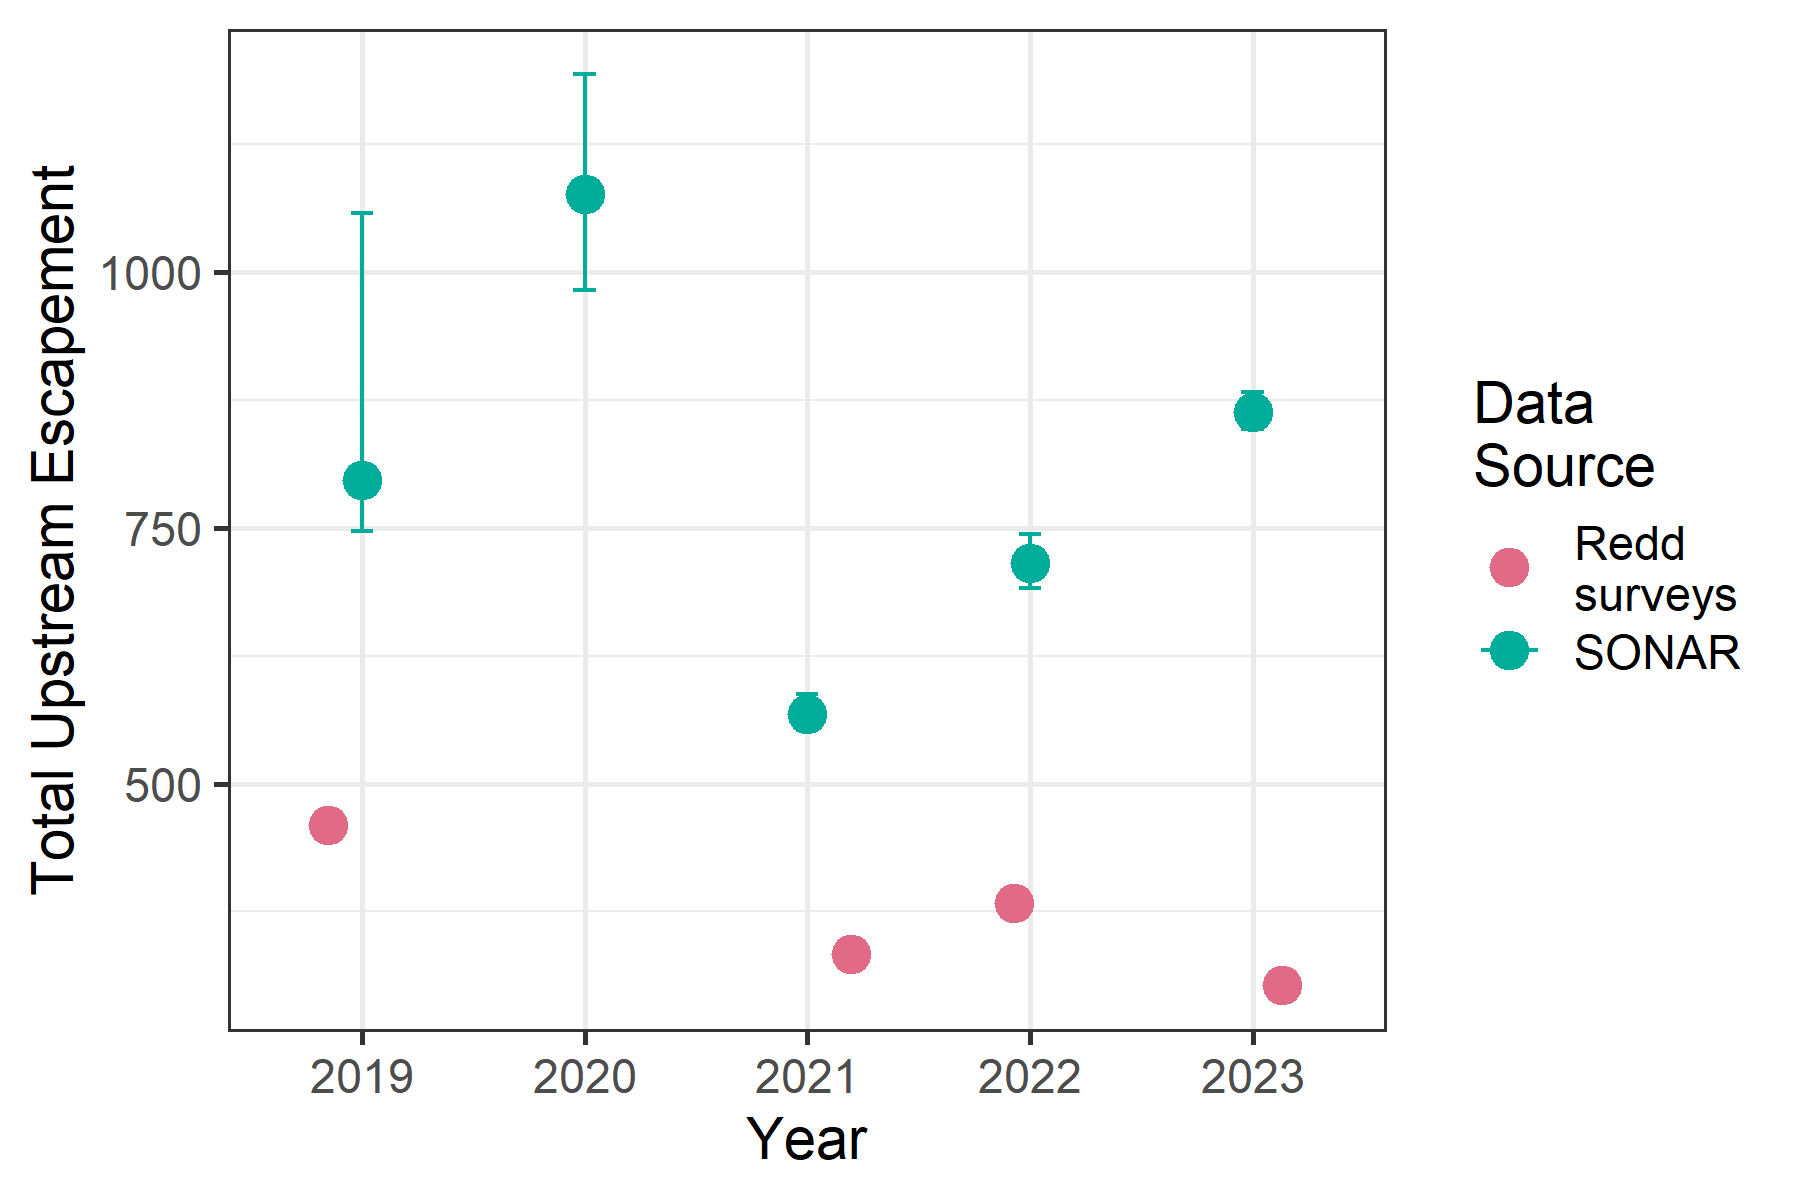 Total Upstream Escapement
1000
750
500
2019
2020
2021
2022
2023
Year
Data
Source
Redd
surveys
SONAR